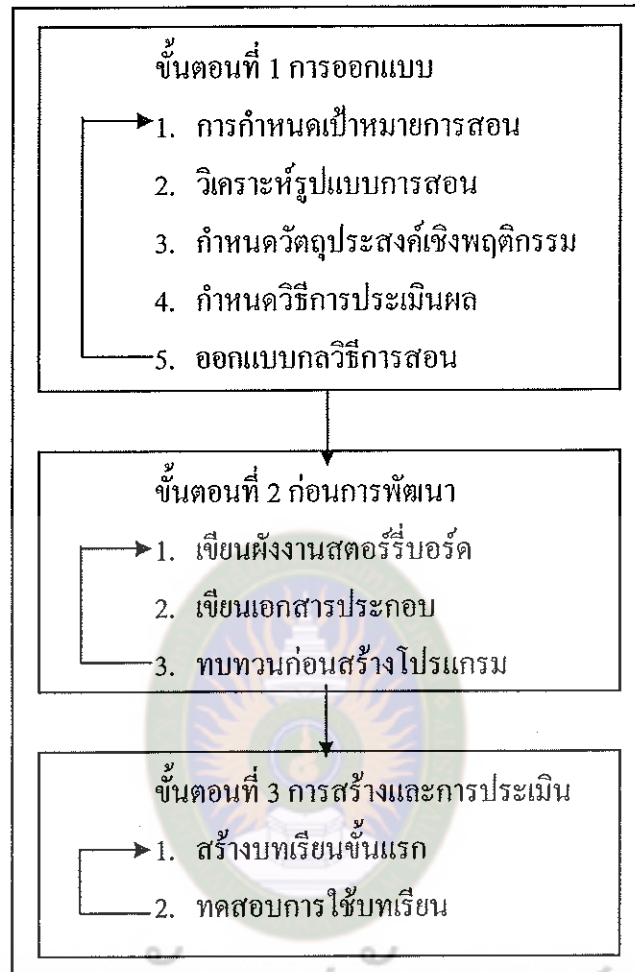 ขั้นตอนที่ 1 การออกแบบ
1. การกำหนดเป้าหมายการสอน
2. วิเคราะห์รูปแบบการสอน
3. กำหนดวัตถุประสงค์เชิงพฤติกรรม
4. กำหนดวิธีการประเมินผล
5. ออกแบบกลวิธีการสอน
ขั้นตอนที่ 2 ก่อนการพัฒนา
1. เขียนผังงานสตอร์รี่บอร์ด
2. เขียนเอกสารประกอบ
3. ทบทวนก่อนสร้างโปรแกรม
ขั้นตอนที่ 3 การสร้างและการประเมิน
1. สร้างบทเรียนขั้นแรก
2. ทดสอบการใช้บทเรียน